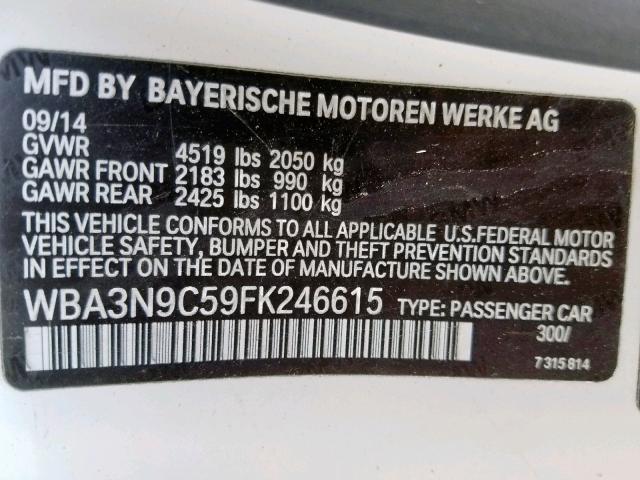 MFD BY BAYERISCHE MOTOREN WERKE AG
09/14
GVWR 4519 lbs 2050 kg
GAWR FRONT 2183 lbs 990 kg
GAWR REAR 2425 lbs 1100 kg
THIS VEHICLE CONFORMS TO ALL APPLICABLE U.S.FEDERAL MOTOR
VEHICLE SAFETY, BUMPER AND THEFT PREVENTION STANDARDS
IN EFFECT ON THE DATE OF MANUFACTURE SHOWN ABOVE.
WBA3N9C59FK246615 TYPE: PASSENGER CAR
300/
7 315 814